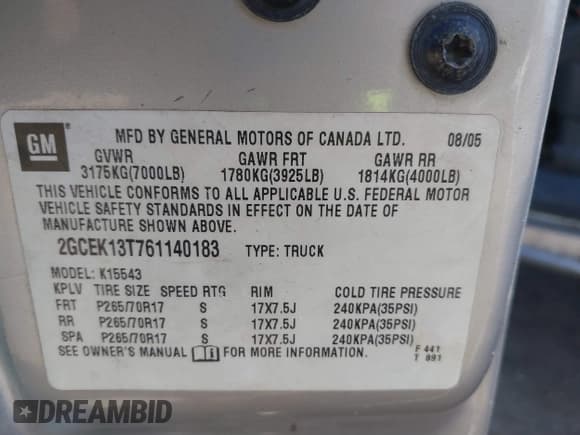 GM ®
MFD BY GENERAL MOTORS OF CANADA LTD. 08/05
GVWR GAWR FRT GAWR RR
3175KG(7000LB) 1780KG(3925LB) 1814KG(4000LB)
THIS VEHICLE CONFORMS TO ALL APPLICABLE U.S. FEDERAL MOTOR
VEHICLE SAFETY STANDARDS IN EFFECT ON THE DATE OF
MANUFACTURE SHOWN ABOVE.
2GCEK13T761140183 TYPE: TRUCK
MODEL: K15543
KPLV TIRE SIZE SPEED RTG RIM COLD TIRE PRESSURE
FRT P265/70R17 S 17X7.5J 240KPA(35PSI)
RR P265/70R17 S 17X7.5J 240KPA(35PSI)
SPA P265/70R17 S 17X7.5J 240KPA(35PSI)
SEE OWNER'S MANUAL FOR MORE INFORMATION.
F 441
T 891
DREAMBID